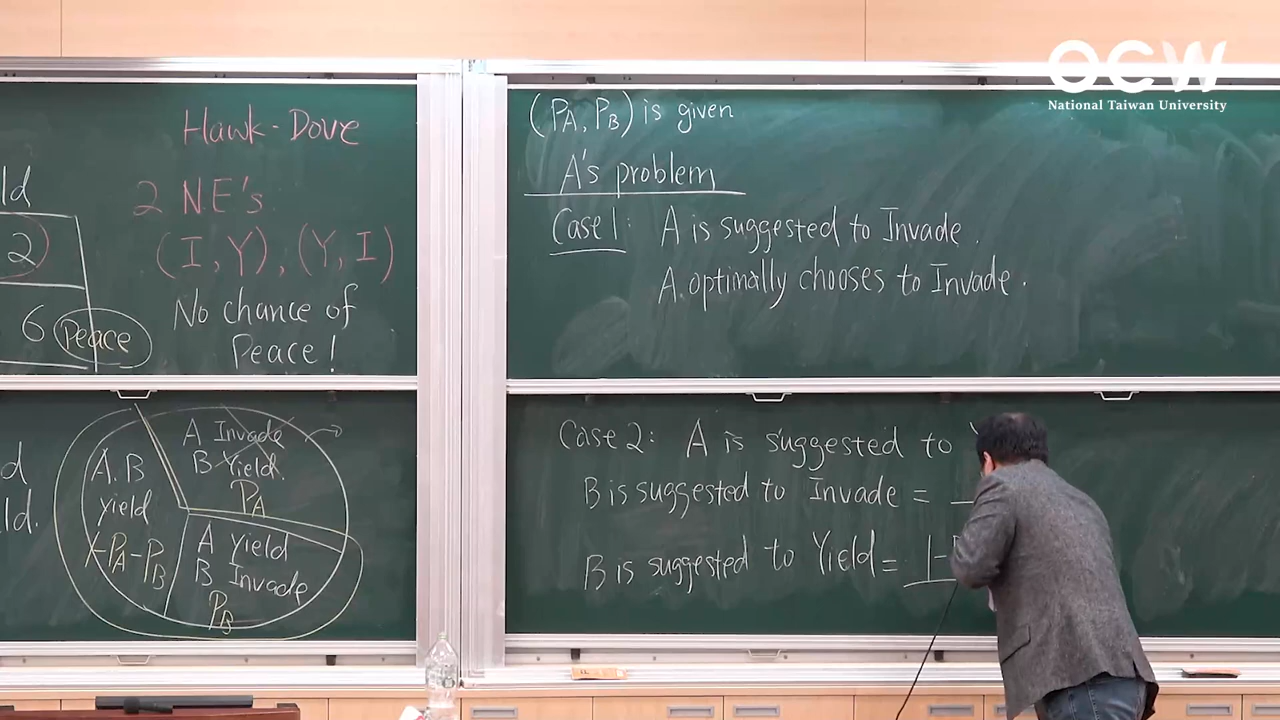 OCW
National Taiwan University
ld
2)
6 Peace
Hawk-Dove
2 NE's
(I, Y), (Y, I)
No chance of
Peace!
d
ld.
A Invade
B Yield.
PA
A.B
yield
1-PA-PB
A Yield
B Invade
PB
(PA, PB) is given
A's problem
Case 1: A is suggested to Invade.
A. optimally chooses to Invade.
Case 2: A is suggested to
B is suggested to Invade =
B is suggested to Yield = 1-